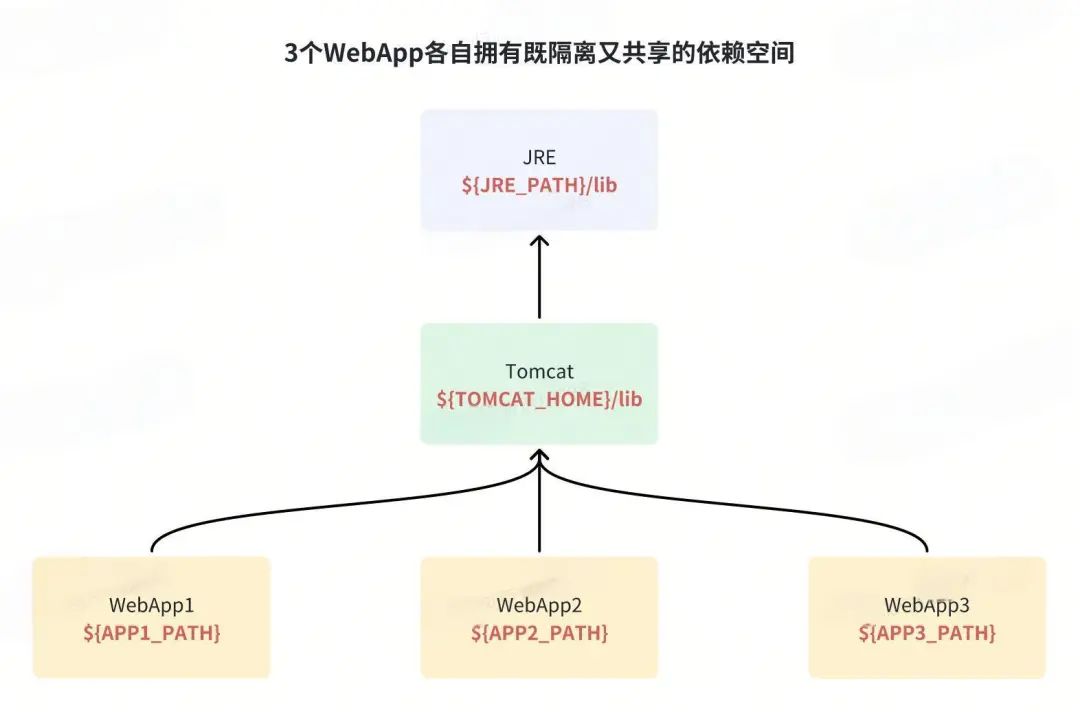 3个WebApp各自拥有既隔离又共享的依赖空间
JRE
${JRE_PATH}/lib
Tomcat
${TOMCAT_HOME}/lib
WebApp1
${APP1_PATH}
WebApp2
${APP2_PATH}
WebApp3
${APP3_PATH}